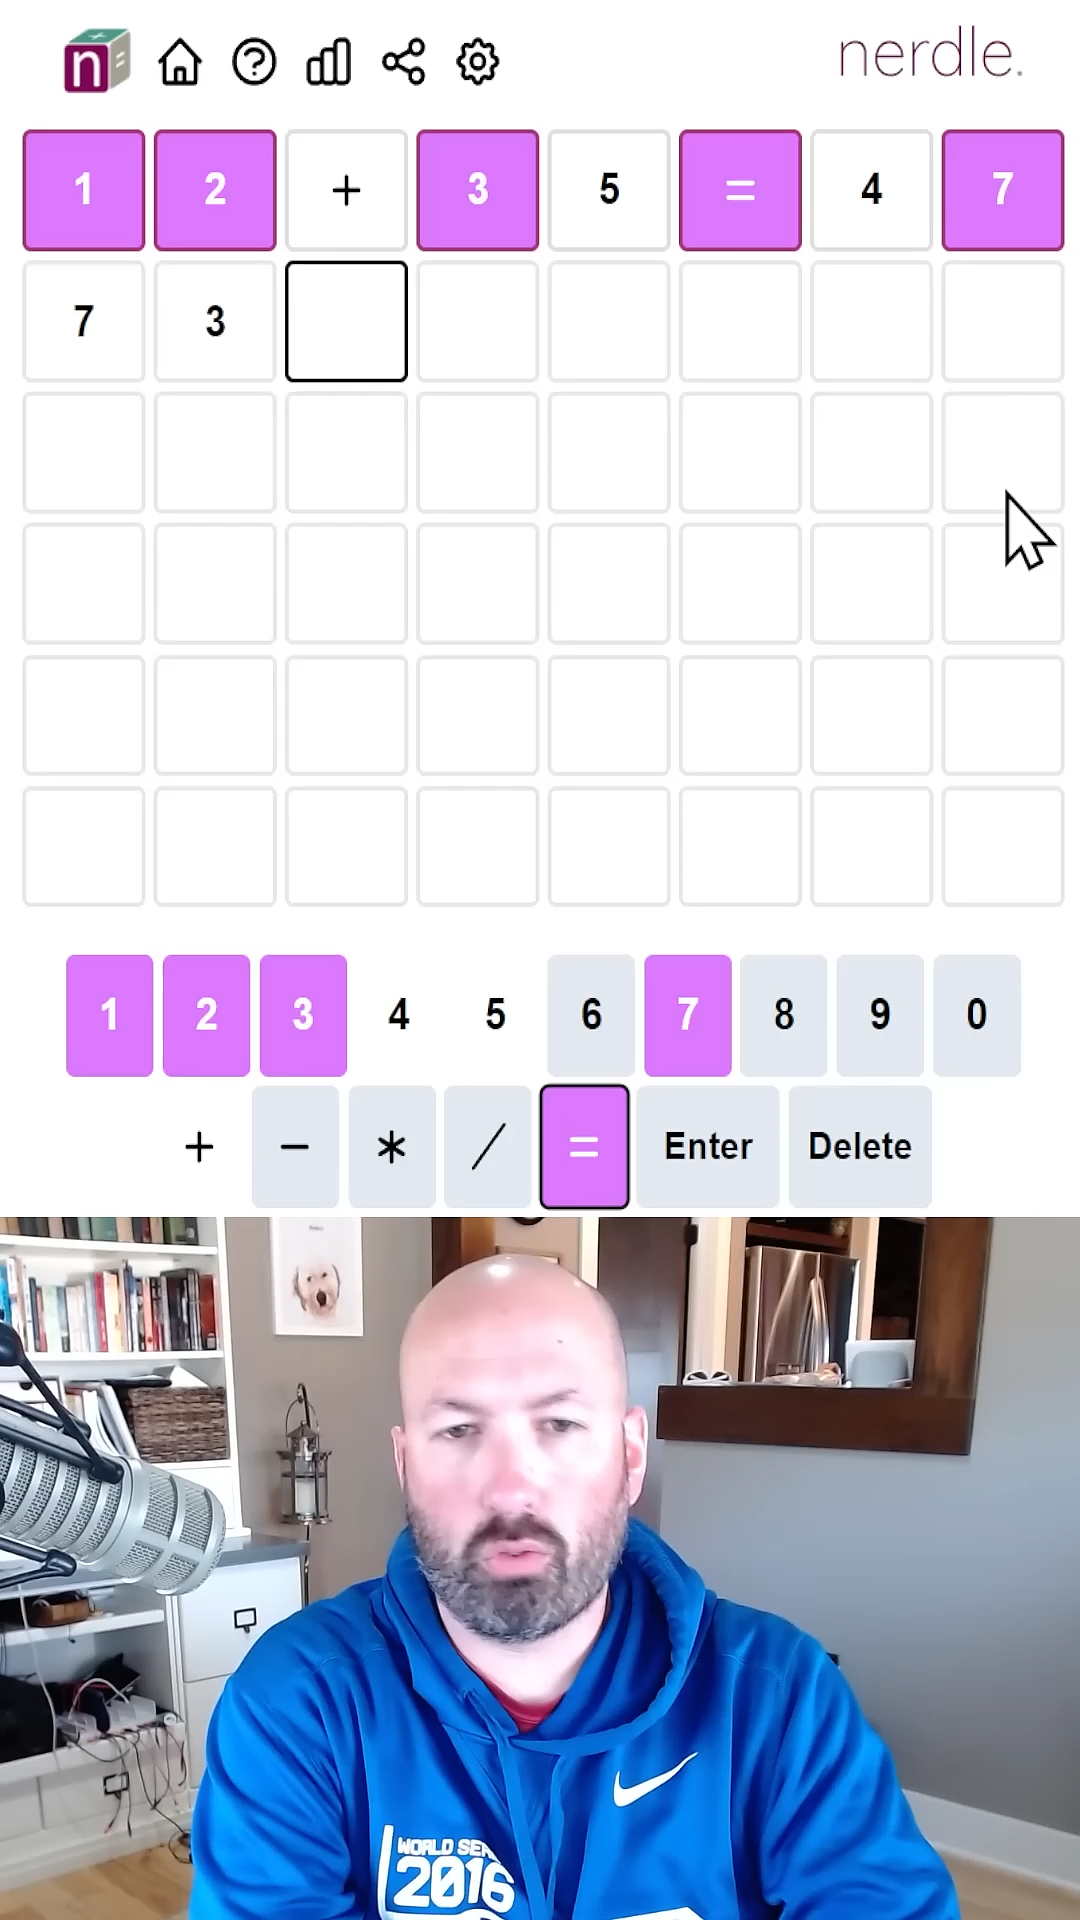 n = nerdle.
1 2 + 3 5 = 4 7
7 3
1 2 3 4 5 6 7 8 9 0
+ - * / = Enter Delete
WORLD SE
2016